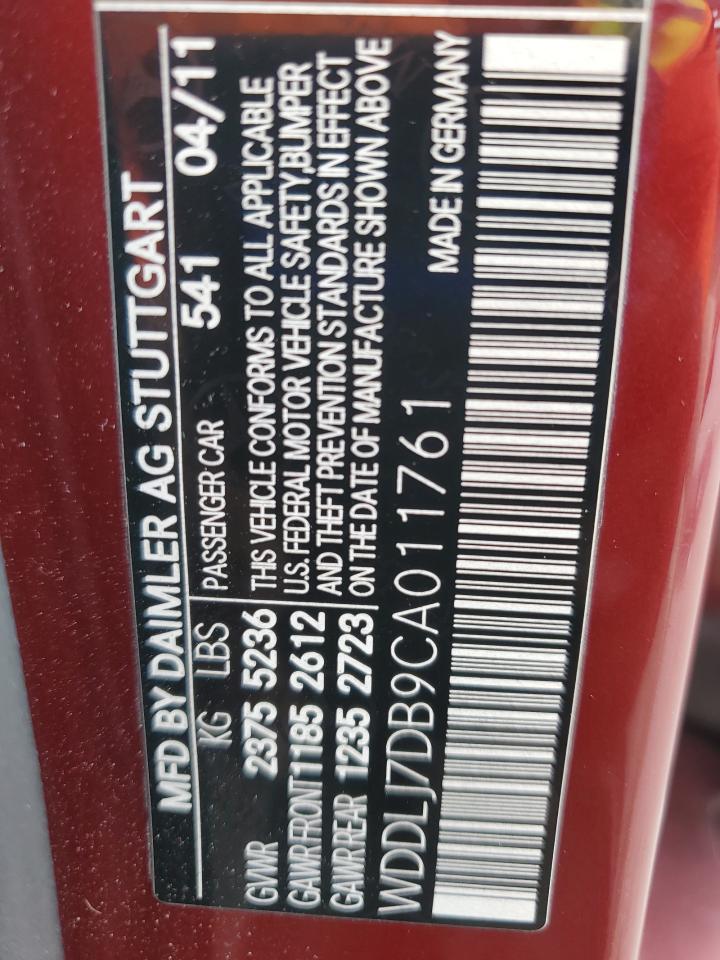 MFD BY DAIMLER AG STUTTGART
KG LBS PASSENGER CAR 541 04/11
GVWR 2375 5236 THIS VEHICLE CONFORMS TO ALL APPLICABLE
GAWR FRONT 1185 2612 U.S. FEDERAL MOTOR VEHICLE SAFETY,BUMPER
GAWR REAR 1235 2723 AND THEFT PREVENTION STANDARDS IN EFFECT
ON THE DATE OF MANUFACTURE SHOWN ABOVE
WDDLJ7DB9CA011761 MADE IN GERMANY